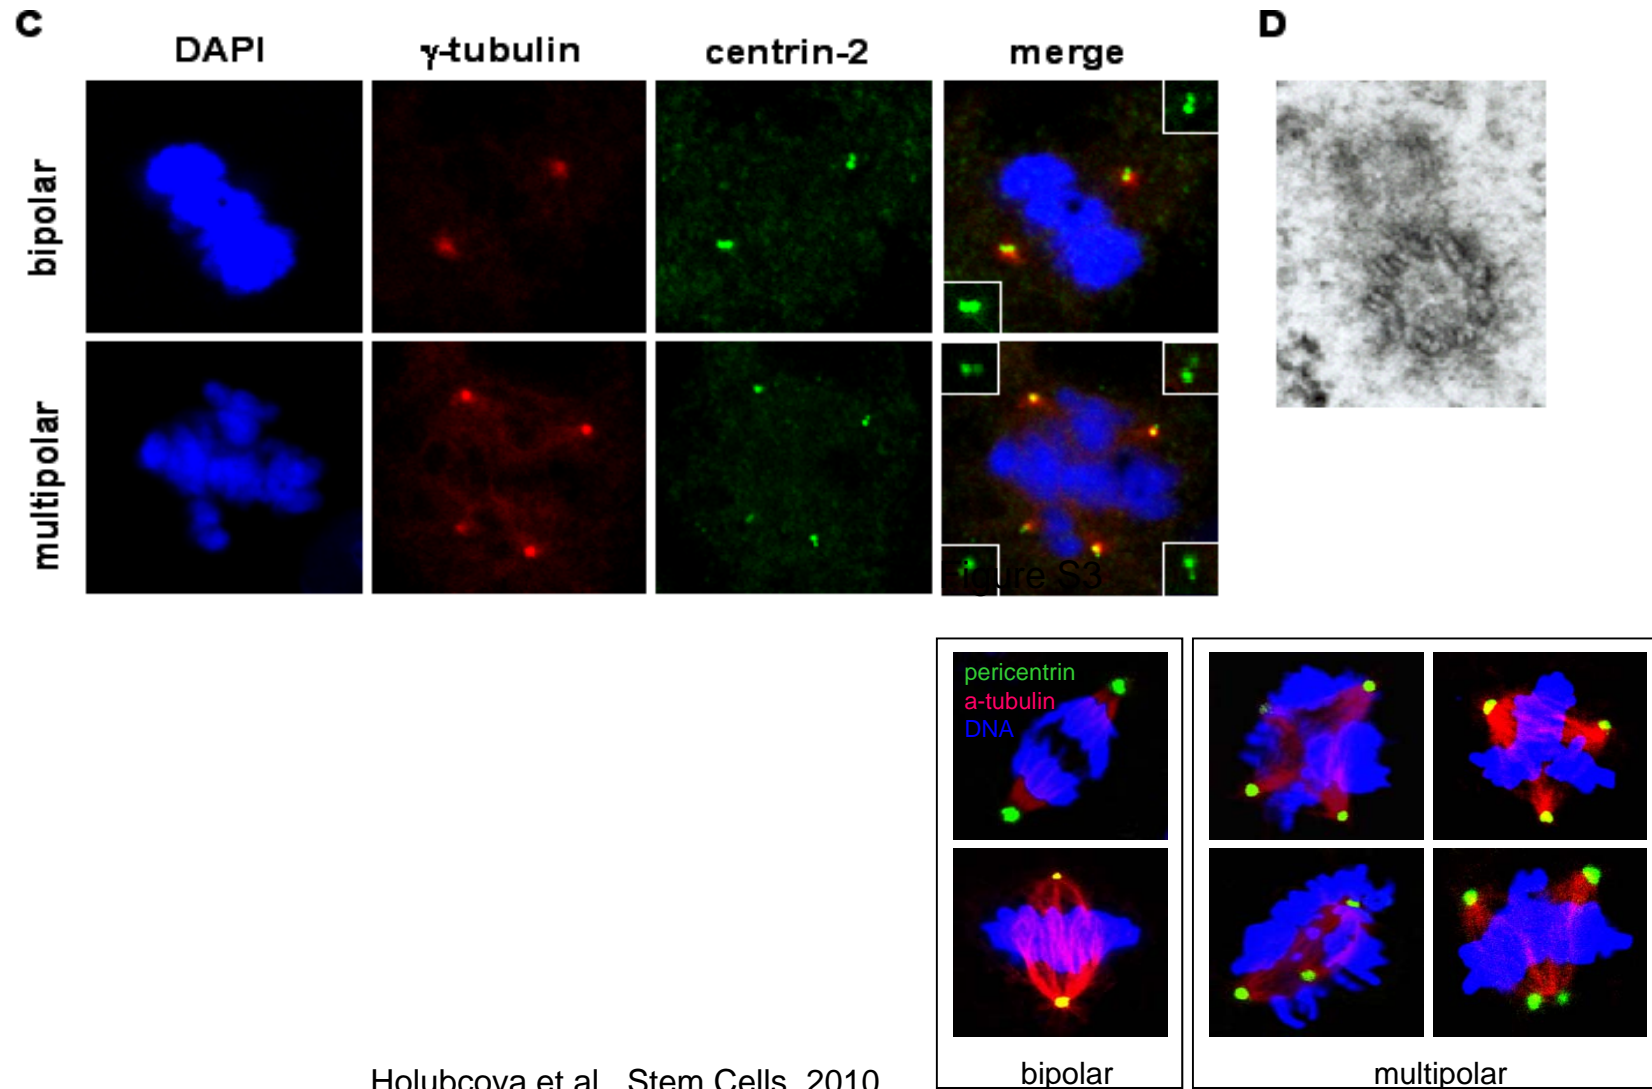 C
D
DAPI
γ-tubulin
centrin-2
merge
bipolar
multipolar
igure S3
pericentrin
a-tubulin
DNA
bipolar
multipolar
Holubcova et al., Stem Cells, 2010